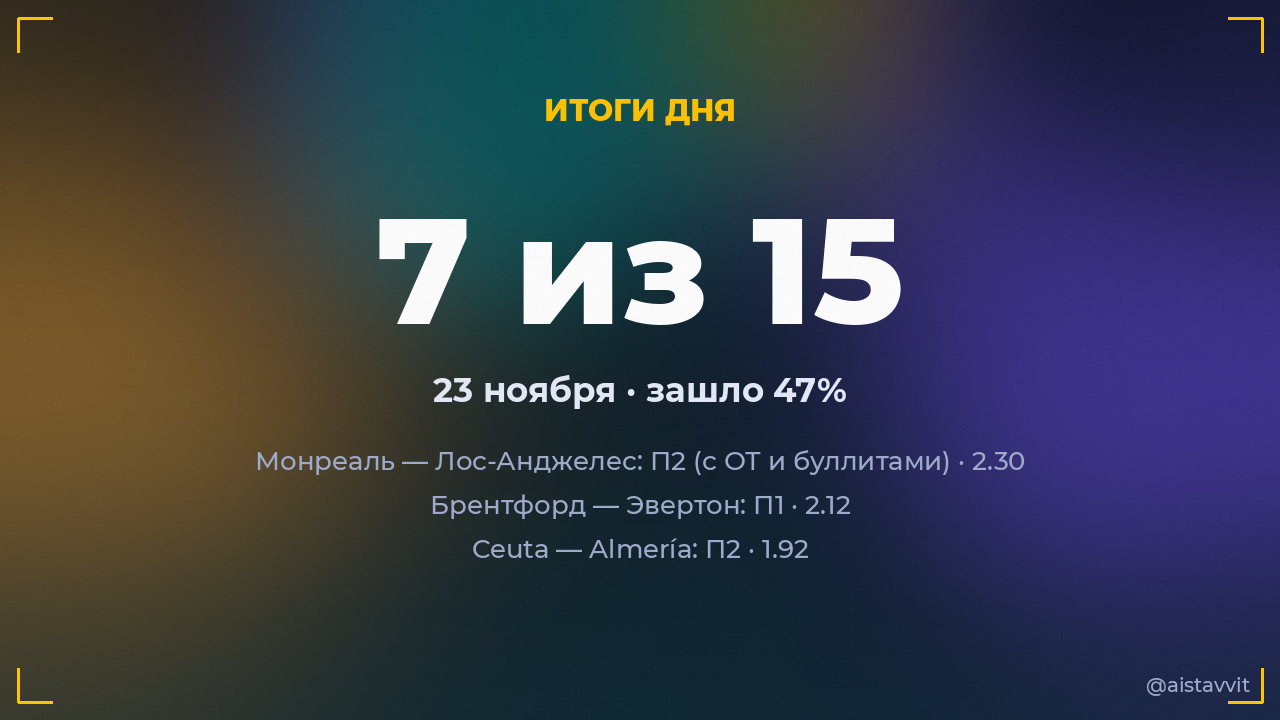 ИТОГИ ДНЯ
7 из 15
23 ноября · зашло 47%
Монреаль — Лос-Анджелес: П2 (с ОТ и буллитами) · 2.30
Брентфорд — Эвертон: П1 · 2.12
Ceuta — Almería: П2 · 1.92
@aistavvit